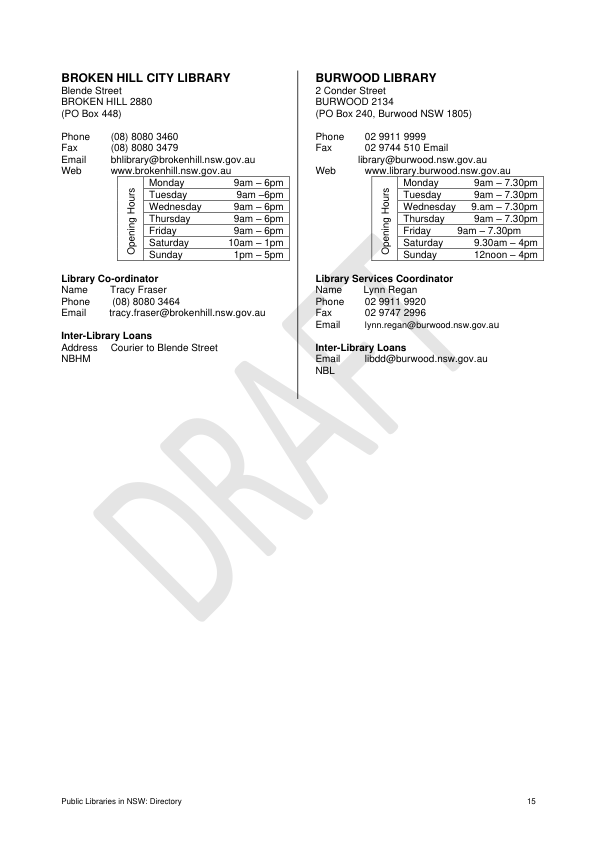 BROKEN HILL CITY LIBRARY
Blende Street
BROKEN HILL 2880
(PO Box 448)
Phone (08) 8080 3460
Fax (08) 8080 3479
Email bhlibrary@brokenhill.nsw.gov.au
Web www.brokenhill.nsw.gov.au
Opening Hours
Monday 9am – 6pm
Tuesday 9am –6pm
Wednesday 9am – 6pm
Thursday 9am – 6pm
Friday 9am – 6pm
Saturday 10am – 1pm
Sunday 1pm – 5pm
Library Co-ordinator
Name Tracy Fraser
Phone (08) 8080 3464
Email tracy.fraser@brokenhill.nsw.gov.au
Inter-Library Loans
Address Courier to Blende Street
NBHM
BURWOOD LIBRARY
2 Conder Street
BURWOOD 2134
(PO Box 240, Burwood NSW 1805)
Phone 02 9911 9999
Fax 02 9744 510 Email
library@burwood.nsw.gov.au
Web www.library.burwood.nsw.gov.au
Opening Hours
Monday 9am – 7.30pm
Tuesday 9am – 7.30pm
Wednesday 9.am – 7.30pm
Thursday 9am – 7.30pm
Friday 9am – 7.30pm
Saturday 9.30am – 4pm
Sunday 12noon – 4pm
Library Services Coordinator
Name Lynn Regan
Phone 02 9911 9920
Fax 02 9747 2996
Email lynn.regan@burwood.nsw.gov.au
Inter-Library Loans
Email libdd@burwood.nsw.gov.au
NBL
DRAFT
Public Libraries in NSW: Directory 15